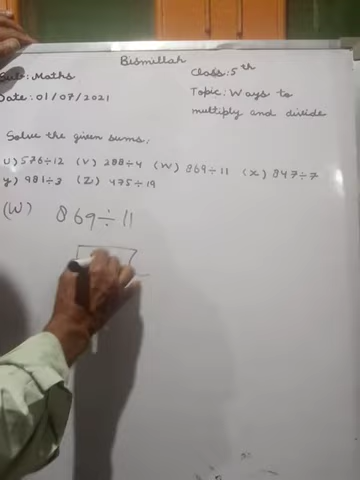 Bismillah
Sub: Maths
Class: 5th
Date: 01/07/2021
Topic: Ways to
multiply and divide
Solve the given sums.
U) 576÷12 (V) 288÷4 (W) 869÷11 (X) 847÷7
y) 981÷3 (Z) 475÷19
(W) 869÷11